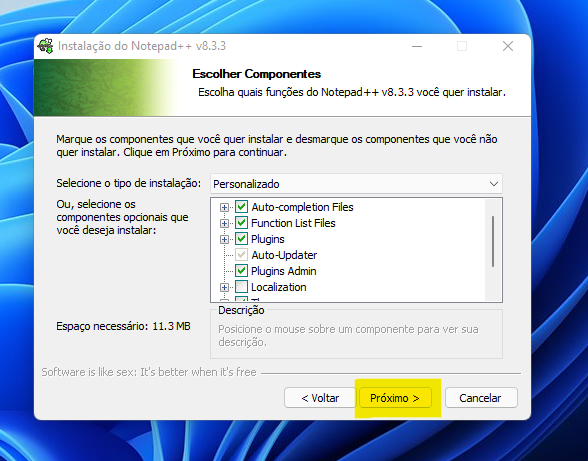 Instalação do Notepad++ v8.3.3
Escolher Componentes
Escolha quais funções do Notepad++ v8.3.3 você quer instalar.
Marque os componentes que você quer instalar e desmarque os componentes que você não
quer instalar. Clique em Próximo para continuar.
Selecione o tipo de instalação:
Personalizado
Ou, selecione os
componentes opcionais que
você deseja instalar:
Auto-completion Files
Function List Files
Plugins
Auto-Updater
Plugins Admin
Localization
Espaço necessário: 11.3 MB
Descrição
Posicione o mouse sobre um componente para ver sua
descrição.
Software is like sex: It's better when it's free
< Voltar
Próximo >
Cancelar